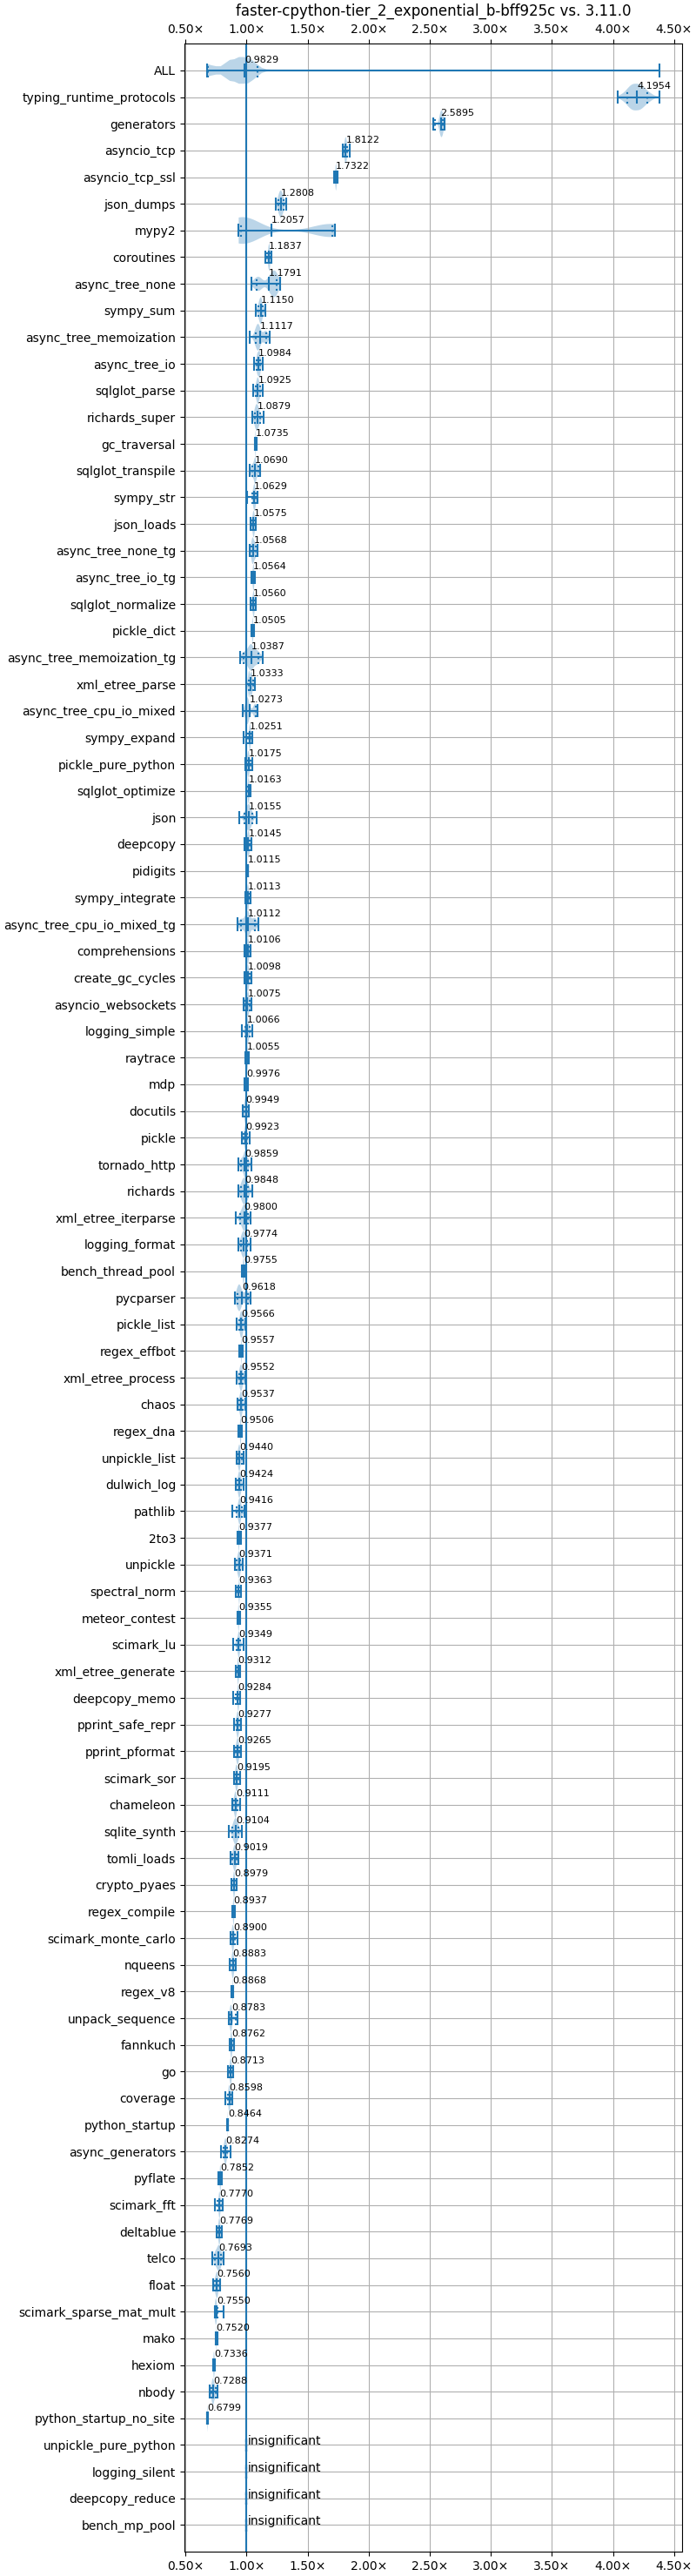 faster-cpython-tier_2_exponential_b-bff925c vs. 3.11.0
0.50× 1.00× 1.50× 2.00× 2.50× 3.00× 3.50× 4.00× 4.50×
ALL 0.9829
typing_runtime_protocols 4.1954
generators 2.5895
asyncio_tcp 1.8122
asyncio_tcp_ssl 1.7322
json_dumps 1.2808
mypy2 1.2057
coroutines 1.1837
async_tree_none 1.1791
sympy_sum 1.1150
async_tree_memoization 1.1117
async_tree_io 1.0984
sqlglot_parse 1.0925
richards_super 1.0879
gc_traversal 1.0735
sqlglot_transpile 1.0690
sympy_str 1.0629
json_loads 1.0575
async_tree_none_tg 1.0568
async_tree_io_tg 1.0564
sqlglot_normalize 1.0560
pickle_dict 1.0505
async_tree_memoization_tg 1.0387
xml_etree_parse 1.0333
async_tree_cpu_io_mixed 1.0273
sympy_expand 1.0251
pickle_pure_python 1.0175
sqlglot_optimize 1.0163
json 1.0155
deepcopy 1.0145
pidigits 1.0115
sympy_integrate 1.0113
async_tree_cpu_io_mixed_tg 1.0112
comprehensions 1.0106
create_gc_cycles 1.0098
asyncio_websockets 1.0075
logging_simple 1.0066
raytrace 1.0055
mdp 0.9976
docutils 0.9949
pickle 0.9923
tornado_http 0.9859
richards 0.9848
xml_etree_iterparse 0.9800
logging_format 0.9774
bench_thread_pool 0.9755
pycparser 0.9618
pickle_list 0.9566
regex_effbot 0.9557
xml_etree_process 0.9552
chaos 0.9537
regex_dna 0.9506
unpickle_list 0.9440
dulwich_log 0.9424
pathlib 0.9416
2to3 0.9377
unpickle 0.9371
spectral_norm 0.9363
meteor_contest 0.9355
scimark_lu 0.9349
xml_etree_generate 0.9312
deepcopy_memo 0.9284
pprint_safe_repr 0.9277
pprint_pformat 0.9265
scimark_sor 0.9195
chameleon 0.9111
sqlite_synth 0.9104
tomli_loads 0.9019
crypto_pyaes 0.8979
regex_compile 0.8937
scimark_monte_carlo 0.8900
nqueens 0.8883
regex_v8 0.8868
unpack_sequence 0.8783
fannkuch 0.8762
go 0.8713
coverage 0.8598
python_startup 0.8464
async_generators 0.8274
pyflate 0.7852
scimark_fft 0.7770
deltablue 0.7769
telco 0.7693
float 0.7560
scimark_sparse_mat_mult 0.7550
mako 0.7520
hexiom 0.7336
nbody 0.7288
python_startup_no_site 0.6799
unpickle_pure_python insignificant
logging_silent insignificant
deepcopy_reduce insignificant
bench_mp_pool insignificant
0.50× 1.00× 1.50× 2.00× 2.50× 3.00× 3.50× 4.00× 4.50×